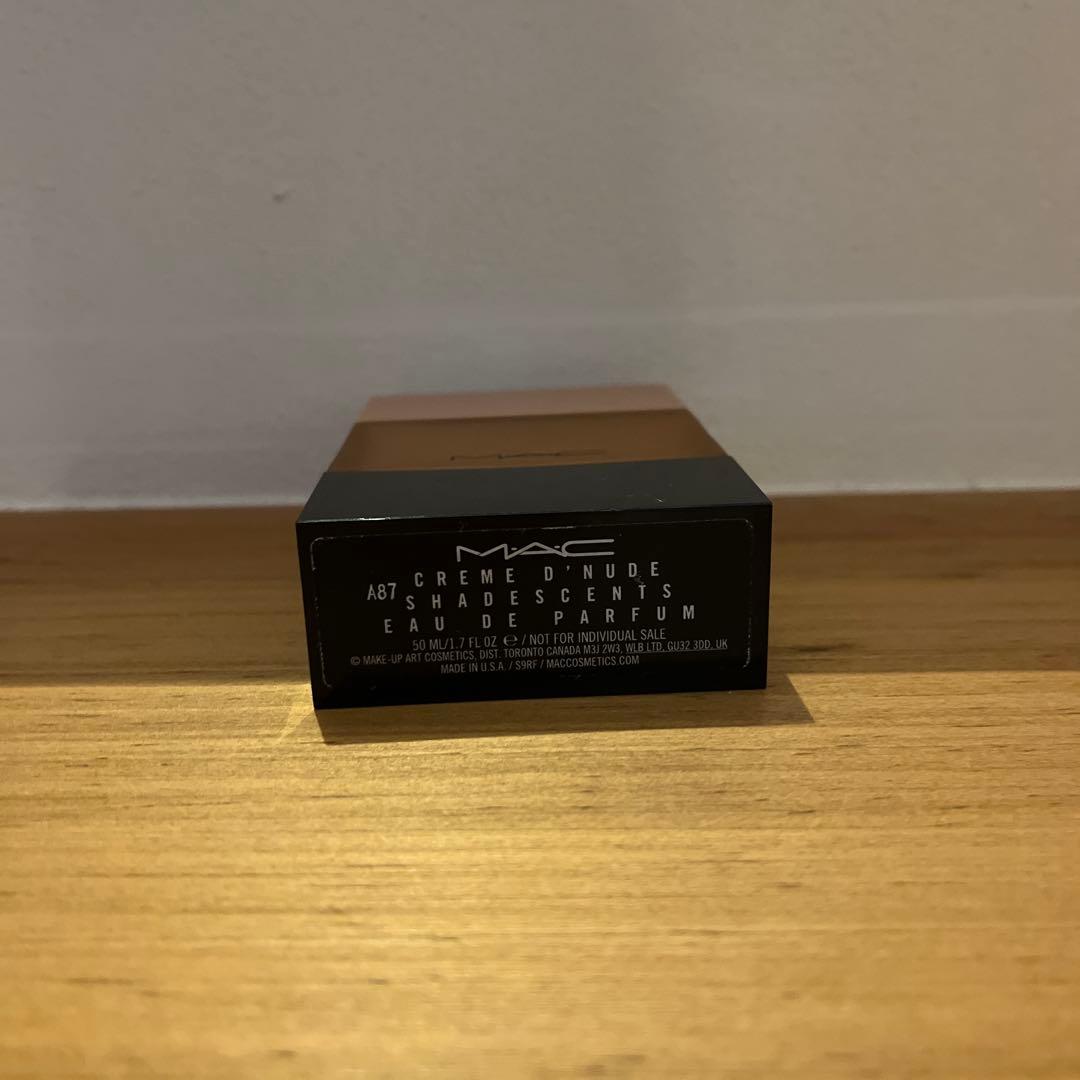 MAC
M·A·C
A87 CREME D'NUDE
SHADESCENTS
EAU DE PARFUM
50 ML/1.7 FL OZ ℮ / NOT FOR INDIVIDUAL SALE
© MAKE-UP ART COSMETICS, DIST. TORONTO CANADA M3J 2W3, WLB LTD, GU32 3DD, UK
MADE IN U.S.A. / S9RF / MACCOSMETICS.COM